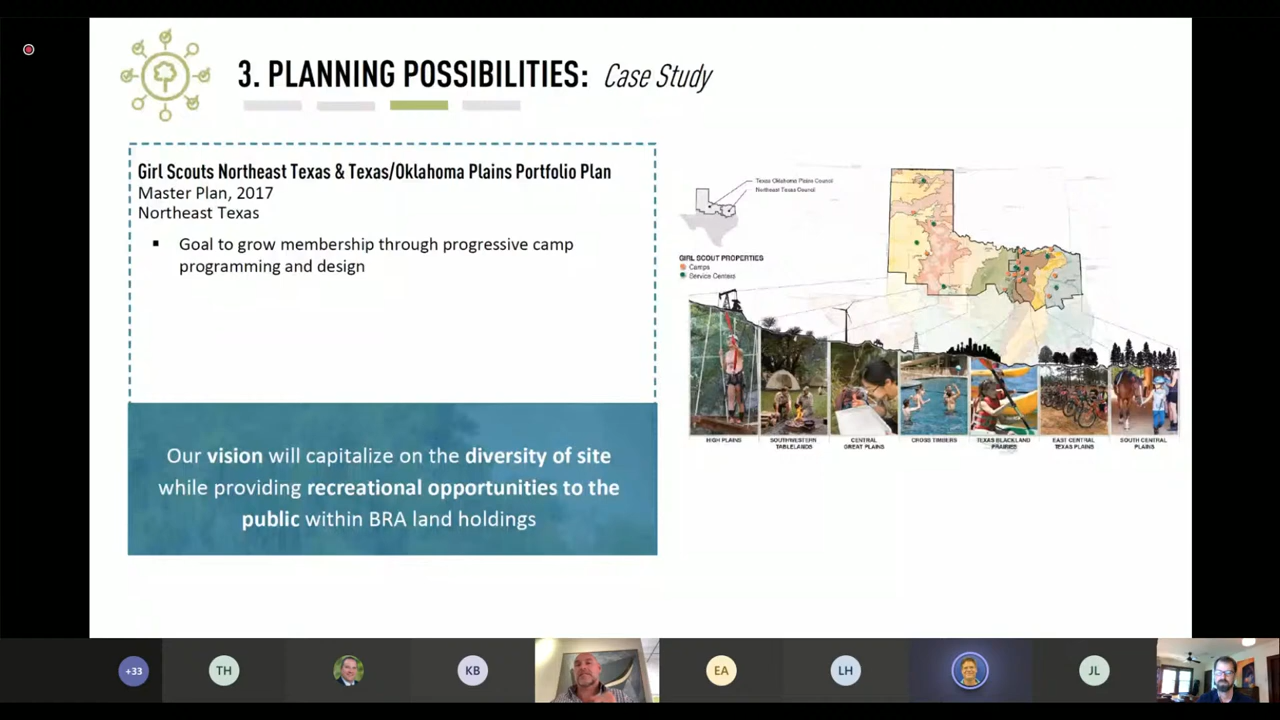 3. PLANNING POSSIBILITIES: Case Study
Girl Scouts Northeast Texas & Texas/Oklahoma Plains Portfolio Plan
Master Plan, 2017
Northeast Texas
▪ Goal to grow membership through progressive camp
programming and design
Our vision will capitalize on the diversity of site
while providing recreational opportunities to the
public within BRA land holdings
Texas Oklahoma Plains Council
Northeast Texas Council
GIRL SCOUT PROPERTIES
Camps
Service Centers
HIGH PLAINS
SOUTHWESTERN
TABLELANDS
CENTRAL
GREAT PLAINS
CROSS TIMBERS
TEXAS BLACKLAND
PRAIRIES
EAST CENTRAL
TEXAS PLAINS
SOUTH CENTRAL
PLAINS
+33
TH
KB
EA
LH
JL